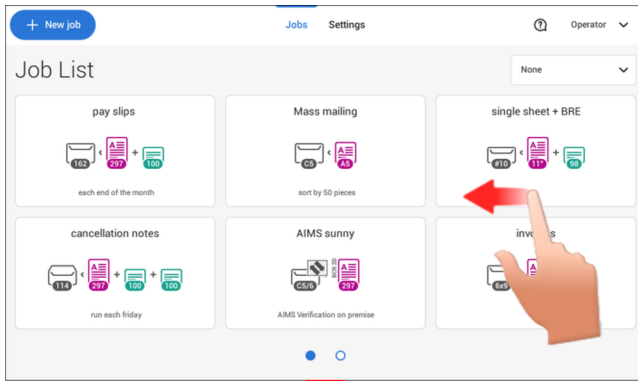 + New job
Jobs
Settings
Operator
Job List
None
pay slips
162
297
+
100
each end of the month
Mass mailing
C5
A5
sort by 50 pieces
single sheet + BRE
#10
11"
+
98
cancellation notes
114
297
+
100
+
100
run each friday
AIMS sunny
C5/6
BCR 2D
297
AIMS Verification on premise
6x9